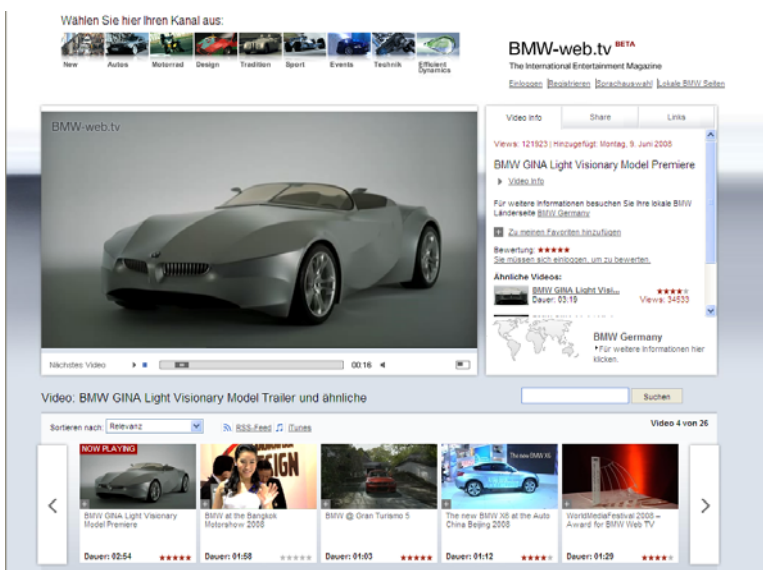 Wählen Sie hier Ihren Kanal aus:
New Autos Motorrad Design Tradition Sport Events Technik Efficient Dynamics
BMW-web.tv BETA
The International Entertainment Magazine
Einloggen Registrieren Sprachauswahl Lokale BMW Seiten
BMW-web.tv
Video info Share Links
Views: 121923 | Hinzugefügt: Montag, 9. Juni 2008
BMW GINA Light Visionary Model Premiere
Video info
Für weitere Informationen besuchen Sie Ihre lokale BMW
Länderseite BMW Germany
Zu meinen Favoriten hinzufügen
Bewertung: ★★★★★
Sie müssen sich einloggen, um zu bewerten.
Ähnliche Videos:
BMW GINA Light Visi...
Dauer: 03:19 Views: 34533
BMW Germany
Für weitere Informationen hier
klicken.
Nächstes Video 00:16
Video: BMW GINA Light Visionary Model Trailer und ähnliche
Suchen
Sortieren nach: Relevanz RSS-Feed iTunes Video 4 von 26
NOW PLAYING
SIGN
The new BMW X6
BMW GINA Light Visionary
Model Premiere
Dauer: 02:54
BMW at the Bangkok
Motorshow 2008
Dauer: 01:58
BMW @ Gran Turismo 5
Dauer: 01:03
The new BMW X6 at the Auto
China Beijing 2008
Dauer: 01:12
WorldMediaFestival 2008 –
Award for BMW Web TV
Dauer: 01:29